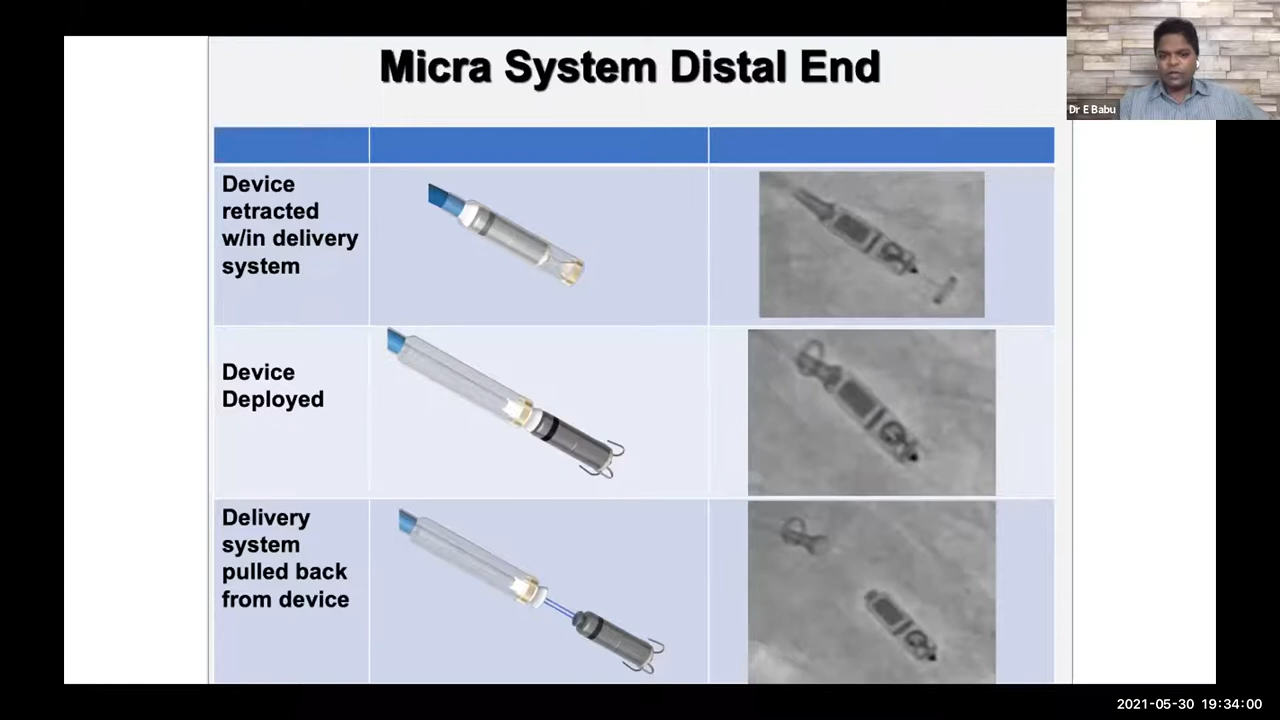 Micra System Distal End
Dr E Babu
Device
retracted
w/in delivery
system
Device
Deployed
Delivery
system
pulled back
from device
2021-05-30 19:34:00